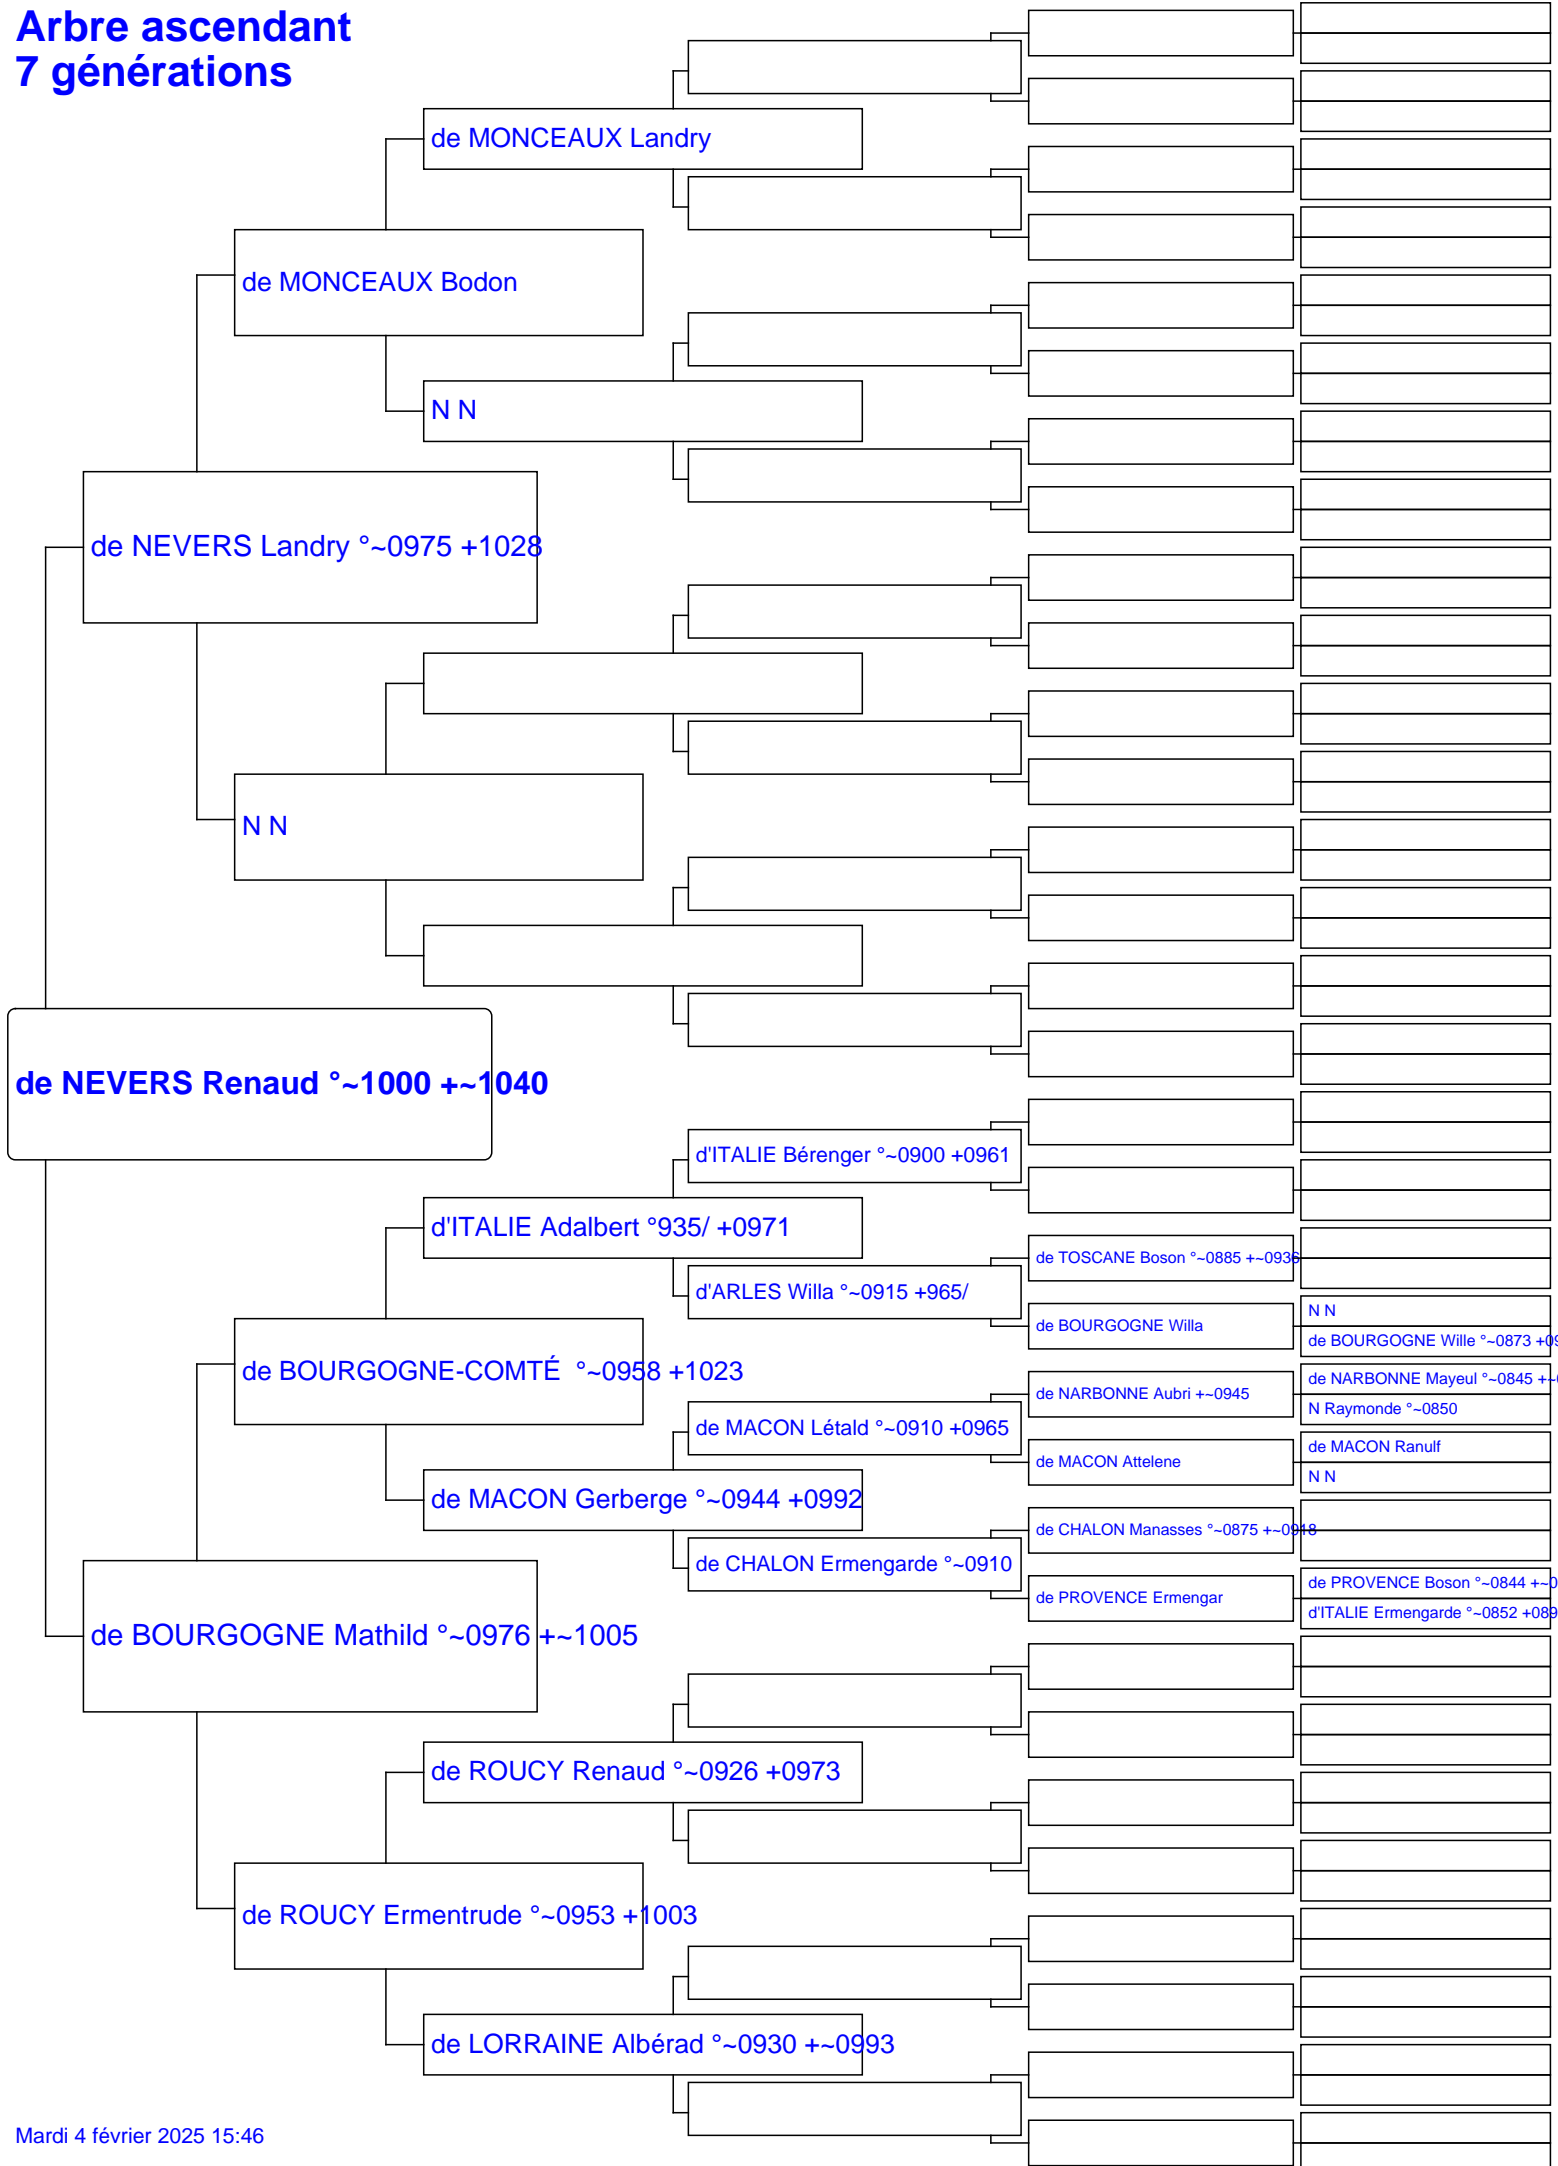 Arbre ascendant
7 générations
de MONCEAUX Landry
de MONCEAUX Bodon
N N
de NEVERS Landry °~0975 +1028
N N
de NEVERS Renaud °~1000 +~1040
d'ITALIE Bérenger °~0900 +0961
d'ITALIE Adalbert °935/ +0971
de TOSCANE Boson °~0885 +~0936
d'ARLES Willa °~0915 +965/
N N
de BOURGOGNE Willa
de BOURGOGNE Wille °~0873 +09
de BOURGOGNE-COMTÉ °~0958 +1023
de NARBONNE Mayeul °~0845 +~
de NARBONNE Aubri +~0945
N Raymonde °~0850
de MACON Létald °~0910 +0965
de MACON Ranulf
de MACON Attelene
N N
de MACON Gerberge °~0944 +0992
de CHALON Manasses °~0875 +~0918
de CHALON Ermengarde °~0910
de PROVENCE Boson °~0844 +~0
de PROVENCE Ermengar
d'ITALIE Ermengarde °~0852 +089
de BOURGOGNE Mathild °~0976 +~1005
de ROUCY Renaud °~0926 +0973
de ROUCY Ermentrude °~0953 +1003
de LORRAINE Albérad °~0930 +~0993
Mardi 4 février 2025 15:46